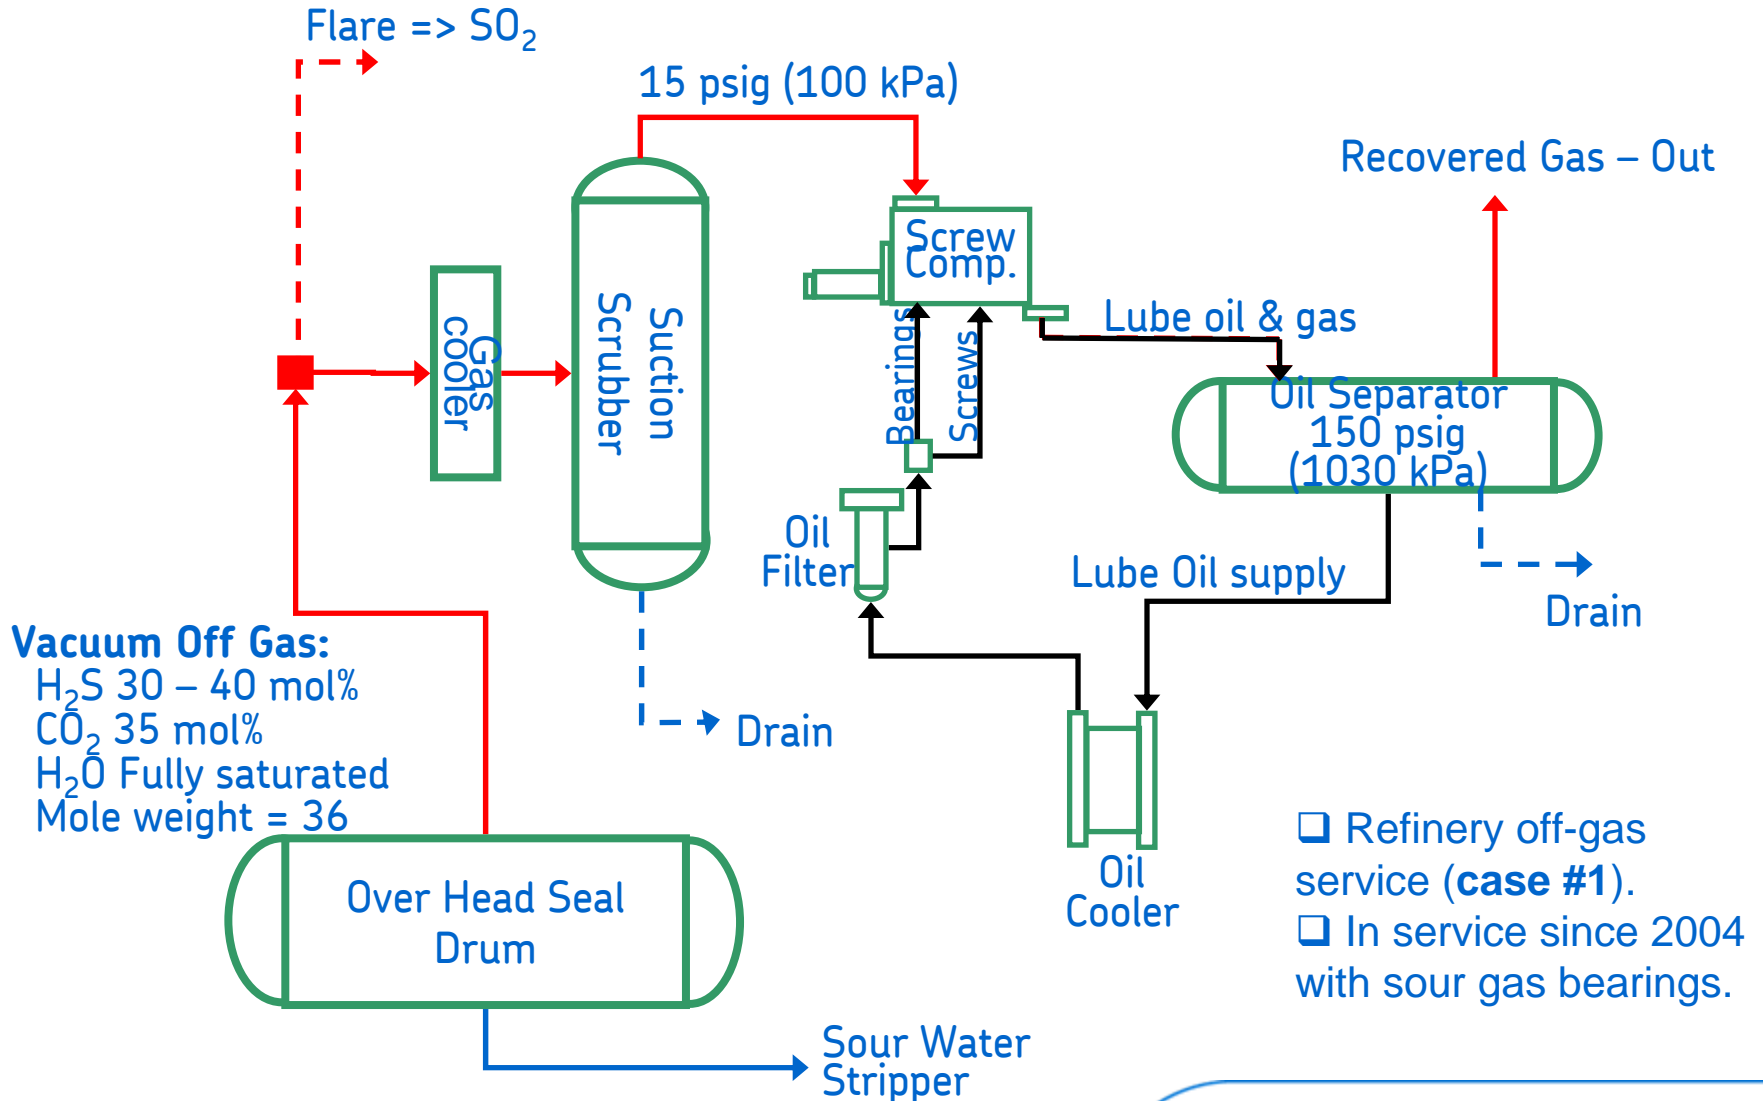 Flare => SO₂
15 psig (100 kPa)
Recovered Gas – Out
Screw
Comp.
Gas
cooler
Suction
Scrubber
Bearings
Screws
Lube oil & gas
Oil Separator
150 psig
(1030 kPa)
Oil
Filter
Lube Oil supply
Drain
Vacuum Off Gas:
H₂S 30 – 40 mol%
CO₂ 35 mol%
H₂O Fully saturated
Mole weight = 36
Drain
Over Head Seal
Drum
Oil
Cooler
❑ Refinery off-gas
service (case #1).
❑ In service since 2004
with sour gas bearings.
Sour Water
Stripper